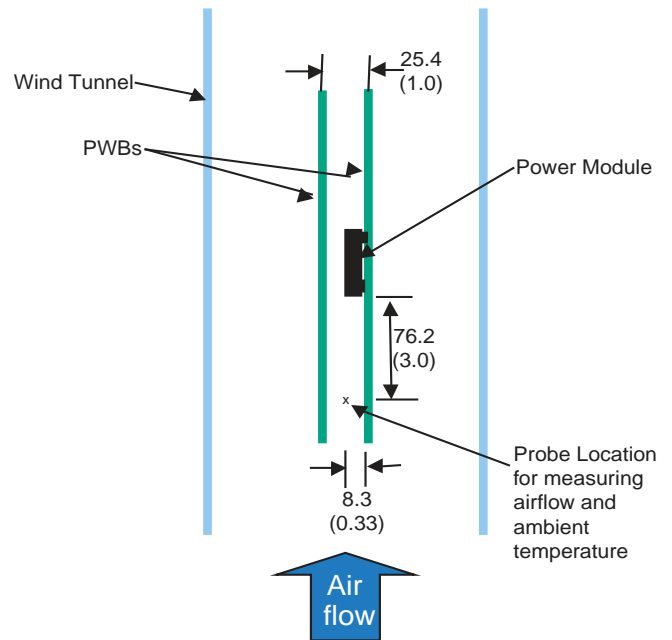 25.4
(1.0)
Wind Tunnel
PWBs
Power Module
76.2
(3.0)
x
Probe Location
for measuring
airflow and
ambient
temperature
8.3
(0.33)
Air
flow